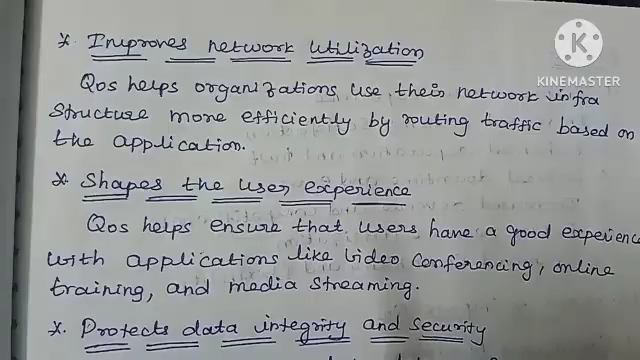 * Improves network utilization
KINEMASTER
Qos helps organizations use their network infra
structure more efficiently by routing traffic based on
the application.
* Shapes the user experience
Qos helps ensure that users have a good experience
with applications like Video Conferencing, online
training, and media streaming.
* Protects data integrity and security